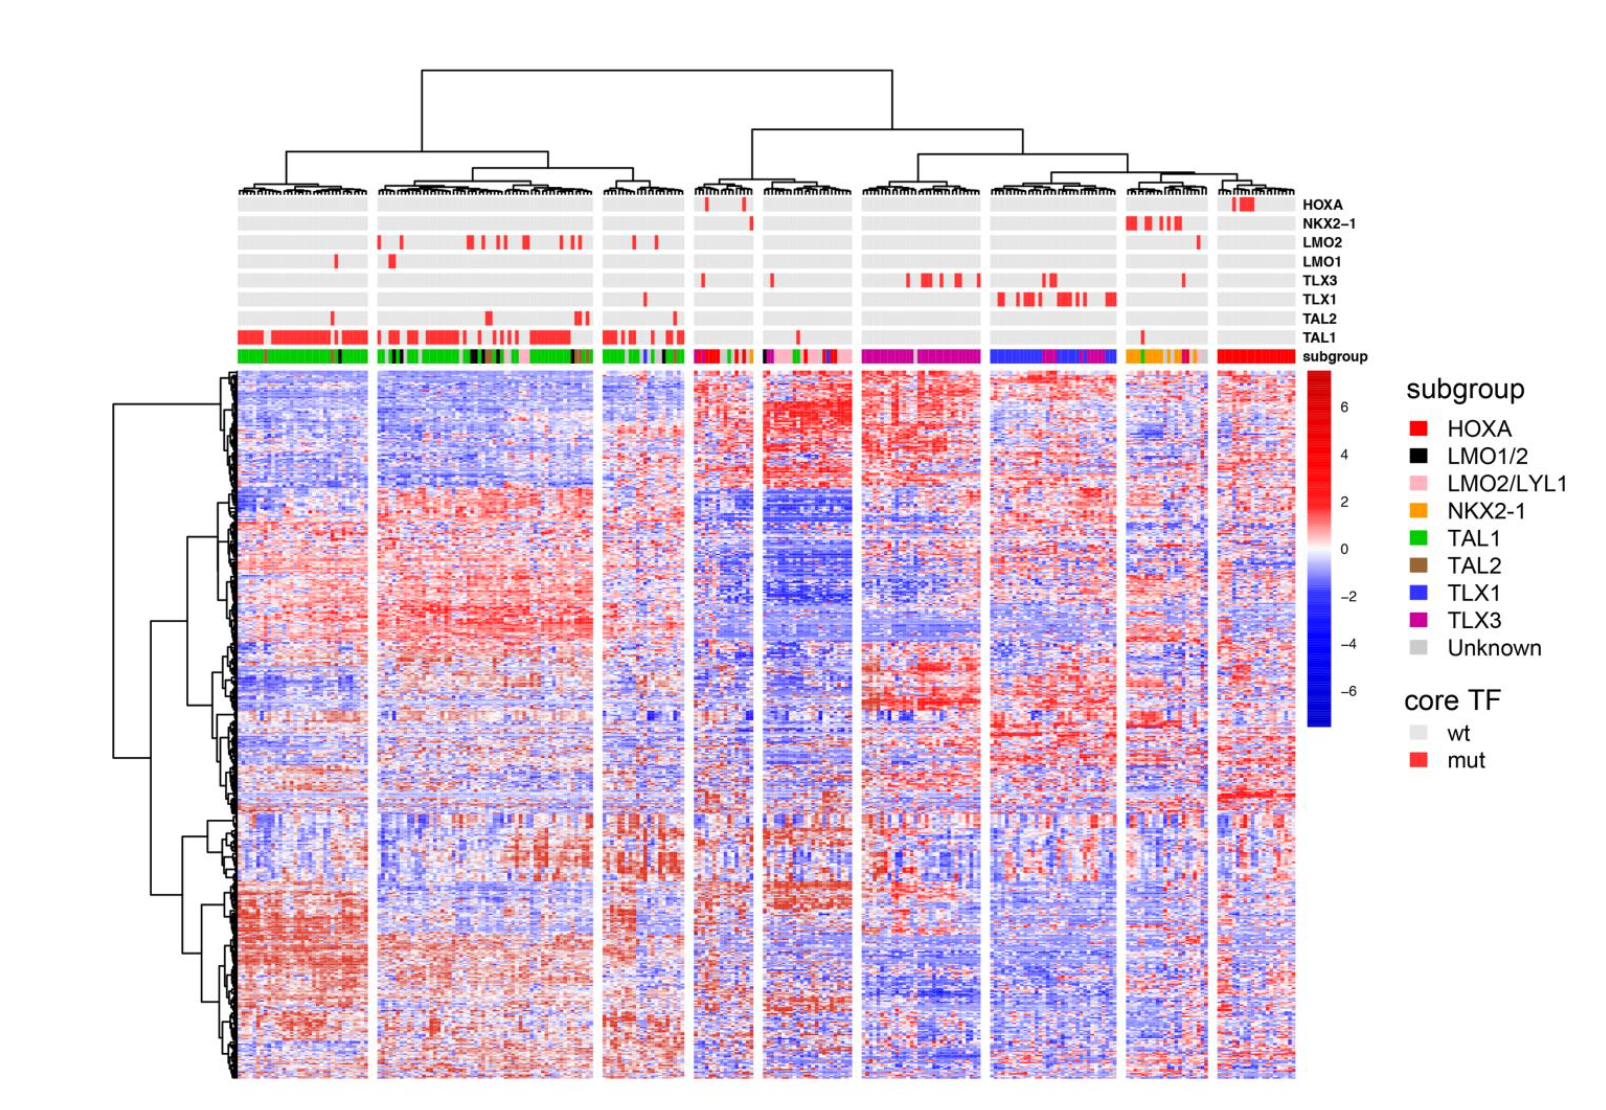 HOXA
NKX2-1
LMO2
LMO1
TLX3
TLX1
TAL2
TAL1
subgroup
6
4
2
0
−2
−4
−6
subgroup
HOXA
LMO1/2
LMO2/LYL1
NKX2-1
TAL1
TAL2
TLX1
TLX3
Unknown
core TF
wt
mut